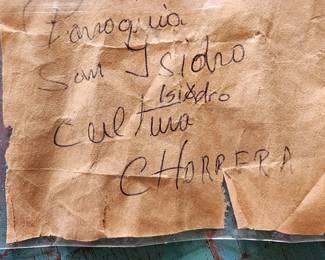 Parroquia
San Isidro
Isidro
Cultura
CHORRERA